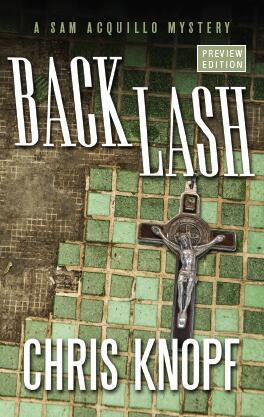 A SAM ACQUILLO MYSTERY
PREVIEW
EDITION
BACK
LASH
CHRIS KNOPF